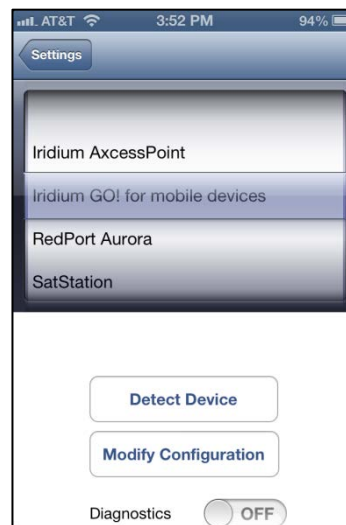 AT&T 3:52 PM 94%
Settings
Iridium AxcessPoint
Iridium GO! for mobile devices
RedPort Aurora
SatStation
Detect Device
Modify Configuration
Diagnostics OFF